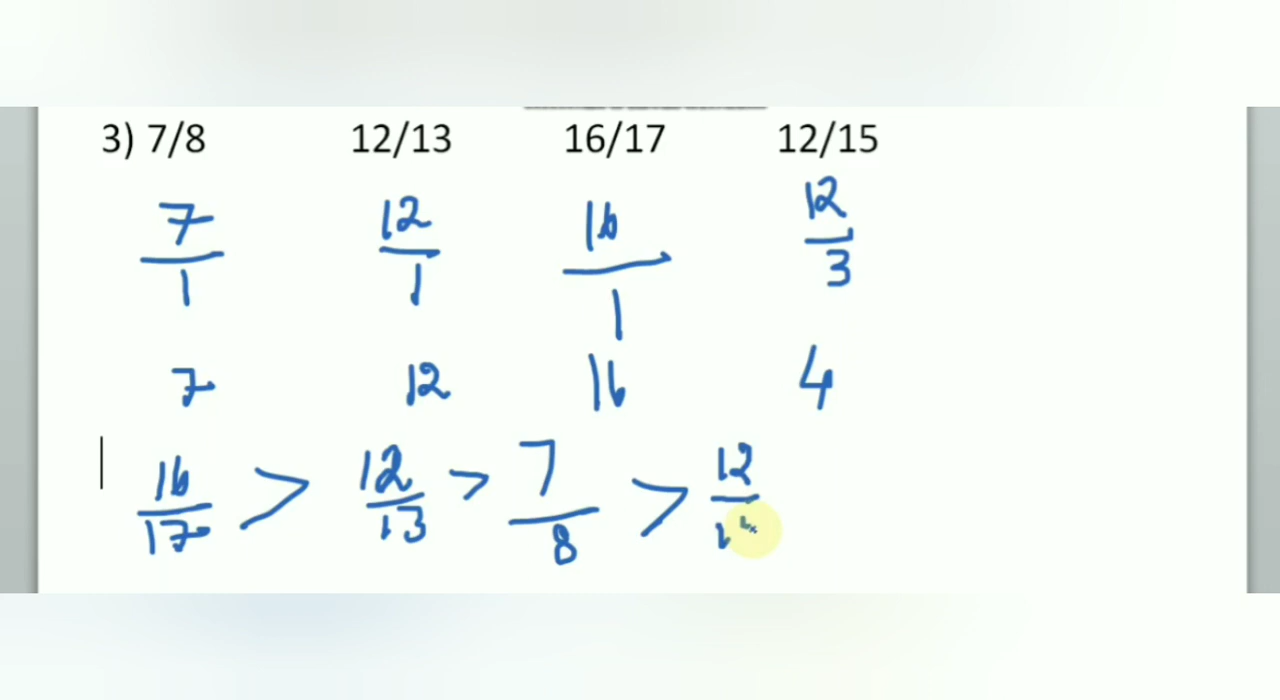 3) 7/8 12/13 16/17 12/15
7/1 12/1 16/1 12/3
7 12 16 4
16/17 > 12/13 > 7/8 > 12/1